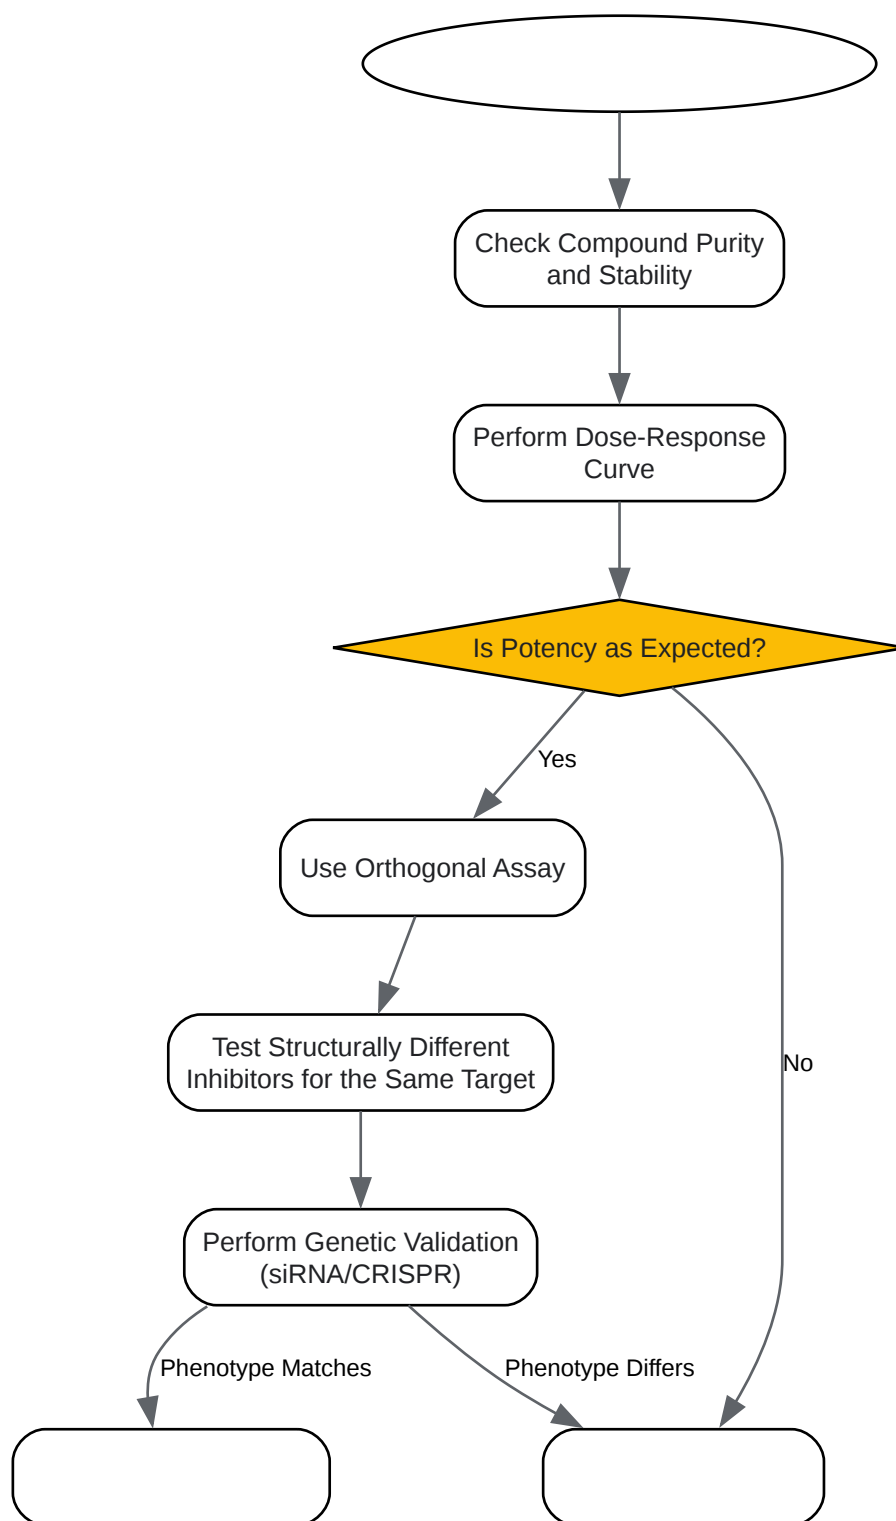 Check Compound Purity
and Stability
Perform Dose-Response
Curve
Is Potency as Expected?
Yes
Use Orthogonal Assay
Test Structurally Different
Inhibitors for the Same Target
No
Perform Genetic Validation
(siRNA/CRISPR)
Phenotype Matches
Phenotype Differs